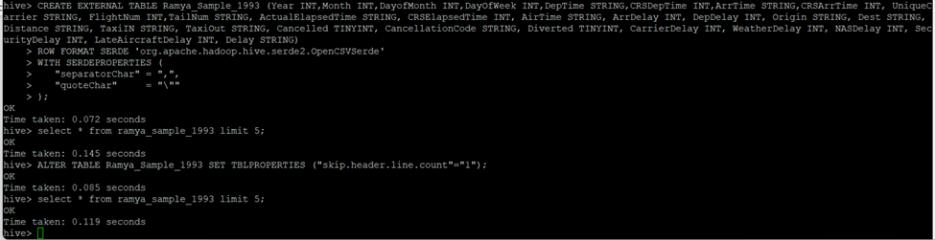 hive> CREATE EXTERNAL TABLE Ramya_Sample_1993 (Year INT,Month INT,DayofMonth INT,DayOfWeek INT,DepTime STRING,CRSDepTime INT,ArrTime STRING,CRSArrTime INT, UniqueC
arrier STRING, FlightNum INT,TailNum STRING, ActualElapsedTime STRING, CRSElapsedTime INT, AirTime STRING, ArrDelay INT, DepDelay INT, Origin STRING, Dest STRING,
Distance STRING, TaxiIN STRING, TaxiOut STRING, Cancelled TINYINT, CancellationCode STRING, Diverted TINYINT, CarrierDelay INT, WeatherDelay INT, NASDelay INT, Sec
urityDelay INT, LateAircraftDelay INT, Delay STRING)
> ROW FORMAT SERDE 'org.apache.hadoop.hive.serde2.OpenCSVSerde'
> WITH SERDEPROPERTIES (
> "separatorChar" = ",",
> "quoteChar" = "\""
> );
OK
Time taken: 0.072 seconds
hive> select * from ramya_sample_1993 limit 5;
OK
Time taken: 0.145 seconds
hive> ALTER TABLE Ramya_Sample_1993 SET TBLPROPERTIES ("skip.header.line.count"="1");
OK
Time taken: 0.085 seconds
hive> select * from ramya_sample_1993 limit 5;
OK
Time taken: 0.119 seconds
hive>